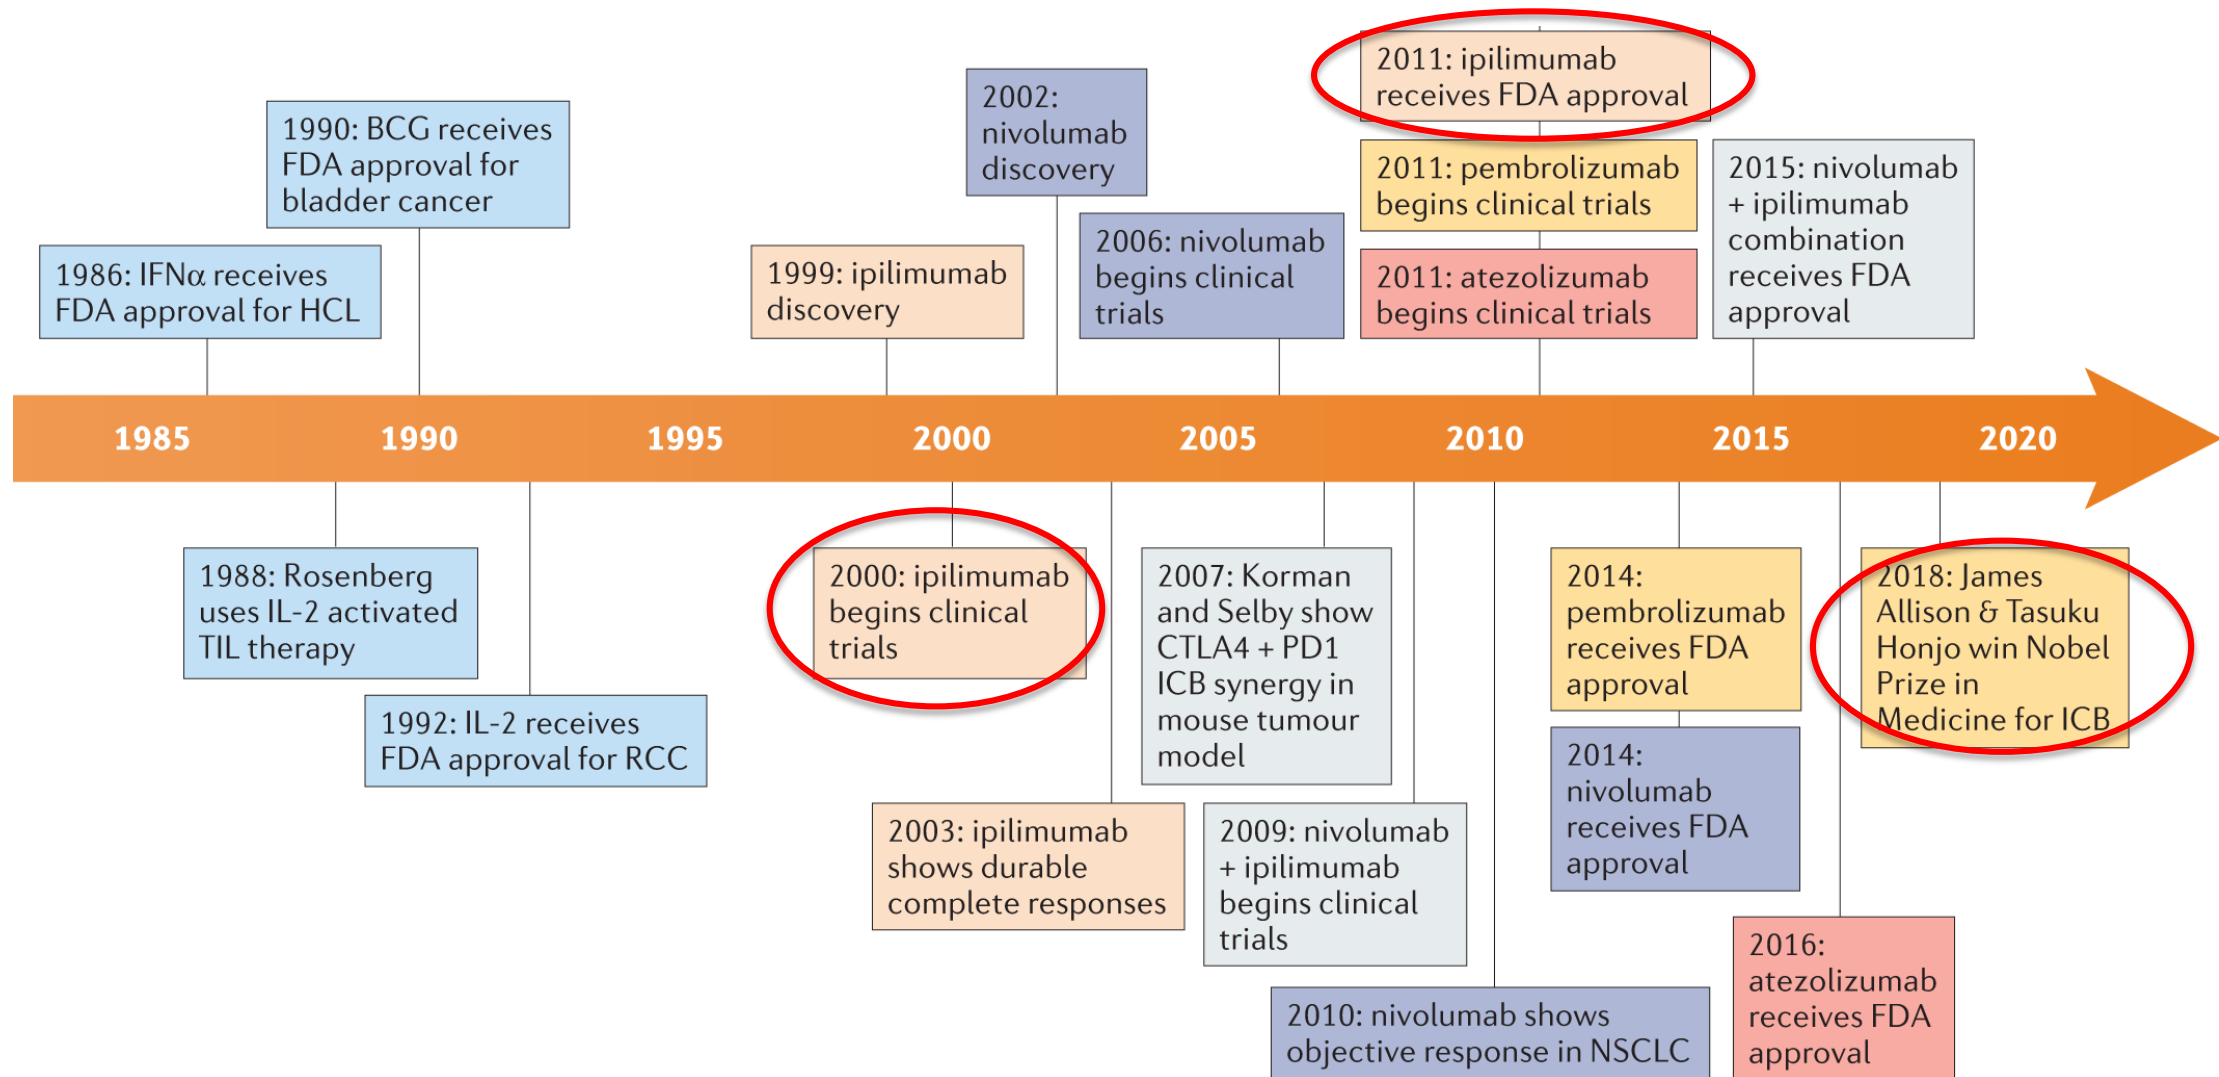 1986: IFNα receives
FDA approval for HCL
1990: BCG receives
FDA approval for
bladder cancer
1999: ipilimumab
discovery
2002:
nivolumab
discovery
2006: nivolumab
begins clinical
trials
2011: ipilimumab
receives FDA approval
2011: pembrolizumab
begins clinical trials
2011: atezolizumab
begins clinical trials
2015: nivolumab
+ ipilimumab
combination
receives FDA
approval
1985 1990 1995 2000 2005 2010 2015 2020
1988: Rosenberg
uses IL-2 activated
TIL therapy
1992: IL-2 receives
FDA approval for RCC
2000: ipilimumab
begins clinical
trials
2003: ipilimumab
shows durable
complete responses
2007: Korman
and Selby show
CTLA4 + PD1
ICB synergy in
mouse tumour
model
2009: nivolumab
+ ipilimumab
begins clinical
trials
2010: nivolumab shows
objective response in NSCLC
2014:
pembrolizumab
receives FDA
approval
2014:
nivolumab
receives FDA
approval
2016:
atezolizumab
receives FDA
approval
2018: James
Allison & Tasuku
Honjo win Nobel
Prize in
Medicine for ICB